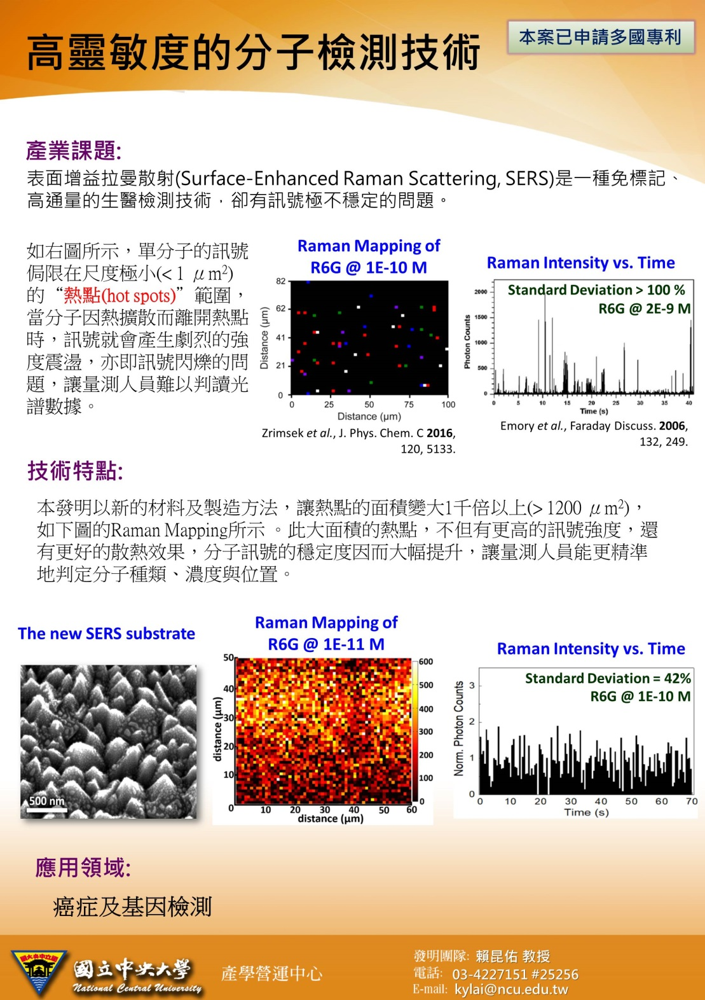 高靈敏度的分子檢測技術
本案已申請多國專利
產業課題:
表面增益拉曼散射(Surface-Enhanced Raman Scattering, SERS)是一種免標記、
高通量的生醫檢測技術，卻有訊號極不穩定的問題。
如右圖所示，單分子的訊號
侷限在尺度極小(< 1 μm²)
的“熱點(hot spots)”範圍，
當分子因熱擴散而離開熱點
時，訊號就會產生劇烈的強
度震盪，亦即訊號閃爍的問
題，讓量測人員難以判讀光
譜數據。
Raman Mapping of
R6G @ 1E-10 M
82
62
41
21
0
Distance (μm)
0 25 50 75 100
Distance (μm)
Zrimsek et al., J. Phys. Chem. C 2016,
120, 5133.
Raman Intensity vs. Time
Standard Deviation > 100 %
R6G @ 2E-9 M
2000
1500
1000
500
0
Photon Counts
0 5 10 15 20 25 30 35 40
Time (s)
Emory et al., Faraday Discuss. 2006,
132, 249.
技術特點:
本發明以新的材料及製造方法，讓熱點的面積變大1千倍以上(> 1200 μm²)，
如下圖的Raman Mapping所示。此大面積的熱點，不但有更高的訊號強度，還
有更好的散熱效果，分子訊號的穩定度因而大幅提升，讓量測人員能更精準
地判定分子種類、濃度與位置。
The new SERS substrate
500 nm
Raman Mapping of
R6G @ 1E-11 M
50
40
30
20
10
0
distance (μm)
10 20 30 40 50 60
distance (μm)
600
500
400
300
200
100
0
Raman Intensity vs. Time
Standard Deviation = 42%
R6G @ 1E-10 M
3
2
1
0
Norm. Photon Counts
0 10 20 30 40 50 60 70
Time (s)
應用領域:
癌症及基因檢測
國立中央大學
National Central University
產學營運中心
發明團隊: 賴昆佑 教授
電話: 03-4227151 #25256
E-mail: kylai@ncu.edu.tw